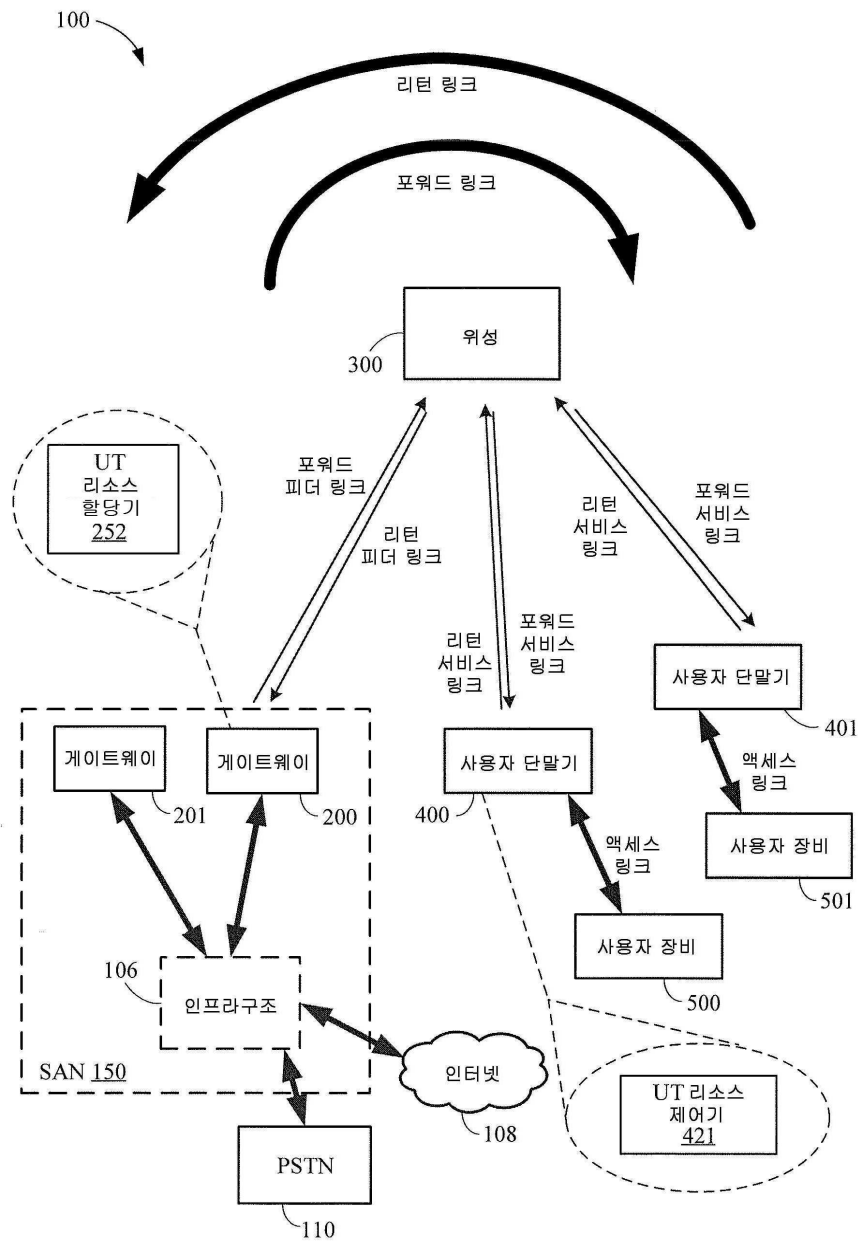 100
리턴 링크
포워드 링크
위성
300
UT
리소스
할당기
252
포워드
피더 링크
리턴
피더 링크
리턴
서비스
링크
포워드
서비스
링크
리턴
서비스
링크
포워드
서비스
링크
사용자 단말기
401
게이트웨이
201
게이트웨이
200
사용자 단말기
400
액세스
링크
사용자 장비
501
액세스
링크
사용자 장비
500
106
인프라구조
SAN 150
인터넷
108
UT 리소스
제어기
421
PSTN
110